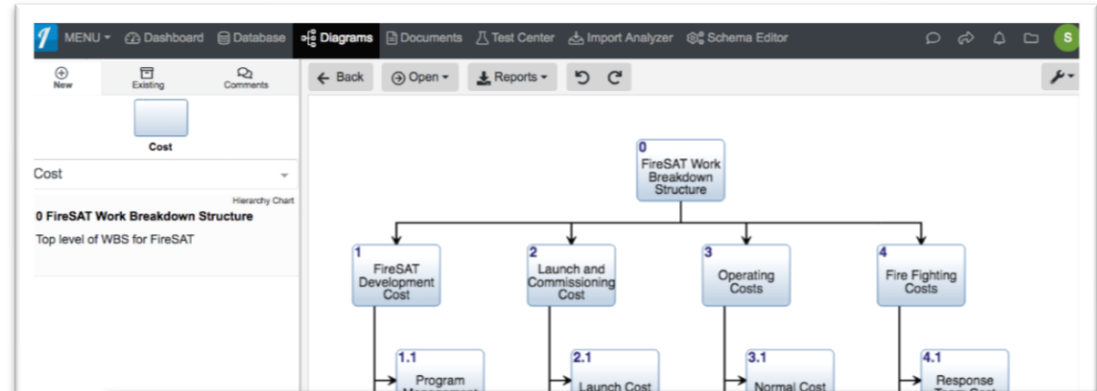 MENU Dashboard Database Diagrams Documents Test Center Import Analyzer Schema Editor S
New Existing Comments
Back Open Reports
Cost
Cost
Hierarchy Chart
0 FireSAT Work Breakdown Structure
Top level of WBS for FireSAT
0
FireSAT Work
Breakdown
Structure
1
FireSAT
Development
Cost
2
Launch and
Commissioning
Cost
3
Operating
Costs
4
Fire Fighting
Costs
1.1
Program
Management
2.1
Launch Cost
3.1
Normal Cost
4.1
Response
Team Cost